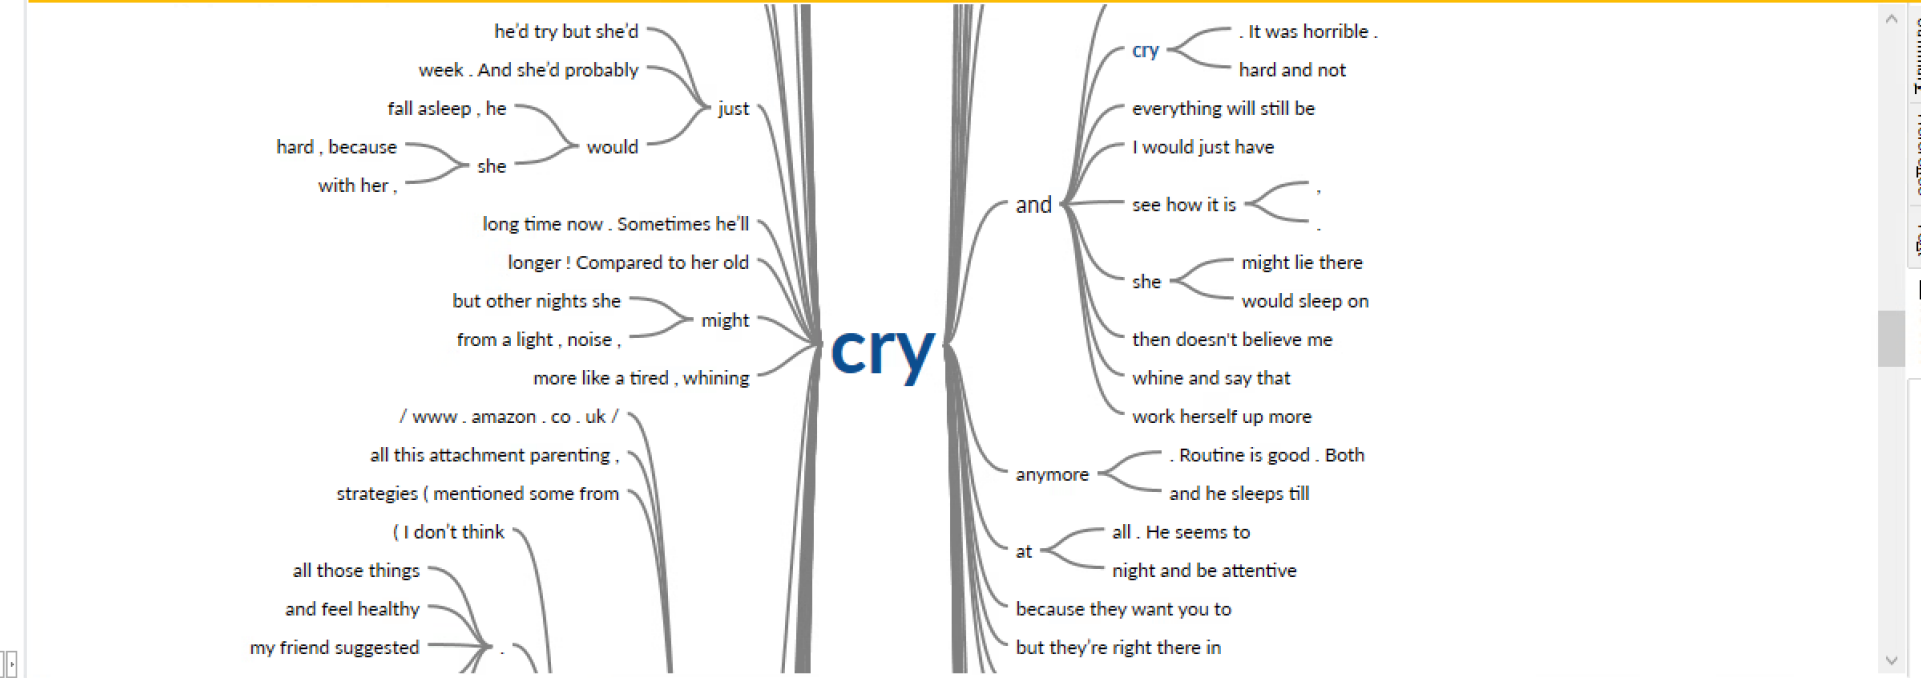 he'd try but she'd
week . And she'd probably
fall asleep , he
just
hard , because
would
she
with her ,
long time now . Sometimes he'll
longer ! Compared to her old
but other nights she
might
from a light , noise ,
more like a tired , whining
/ www . amazon . co . uk /
all this attachment parenting ,
strategies ( mentioned some from
( I don't think
all those things
and feel healthy
my friend suggested
.
cry
cry
. It was horrible .
hard and not
everything will still be
I would just have
and
see how it is
,
.
she
might lie there
would sleep on
then doesn't believe me
whine and say that
work herself up more
anymore
. Routine is good . Both
and he sleeps till
at
all . He seems to
night and be attentive
because they want you to
but they're right there in